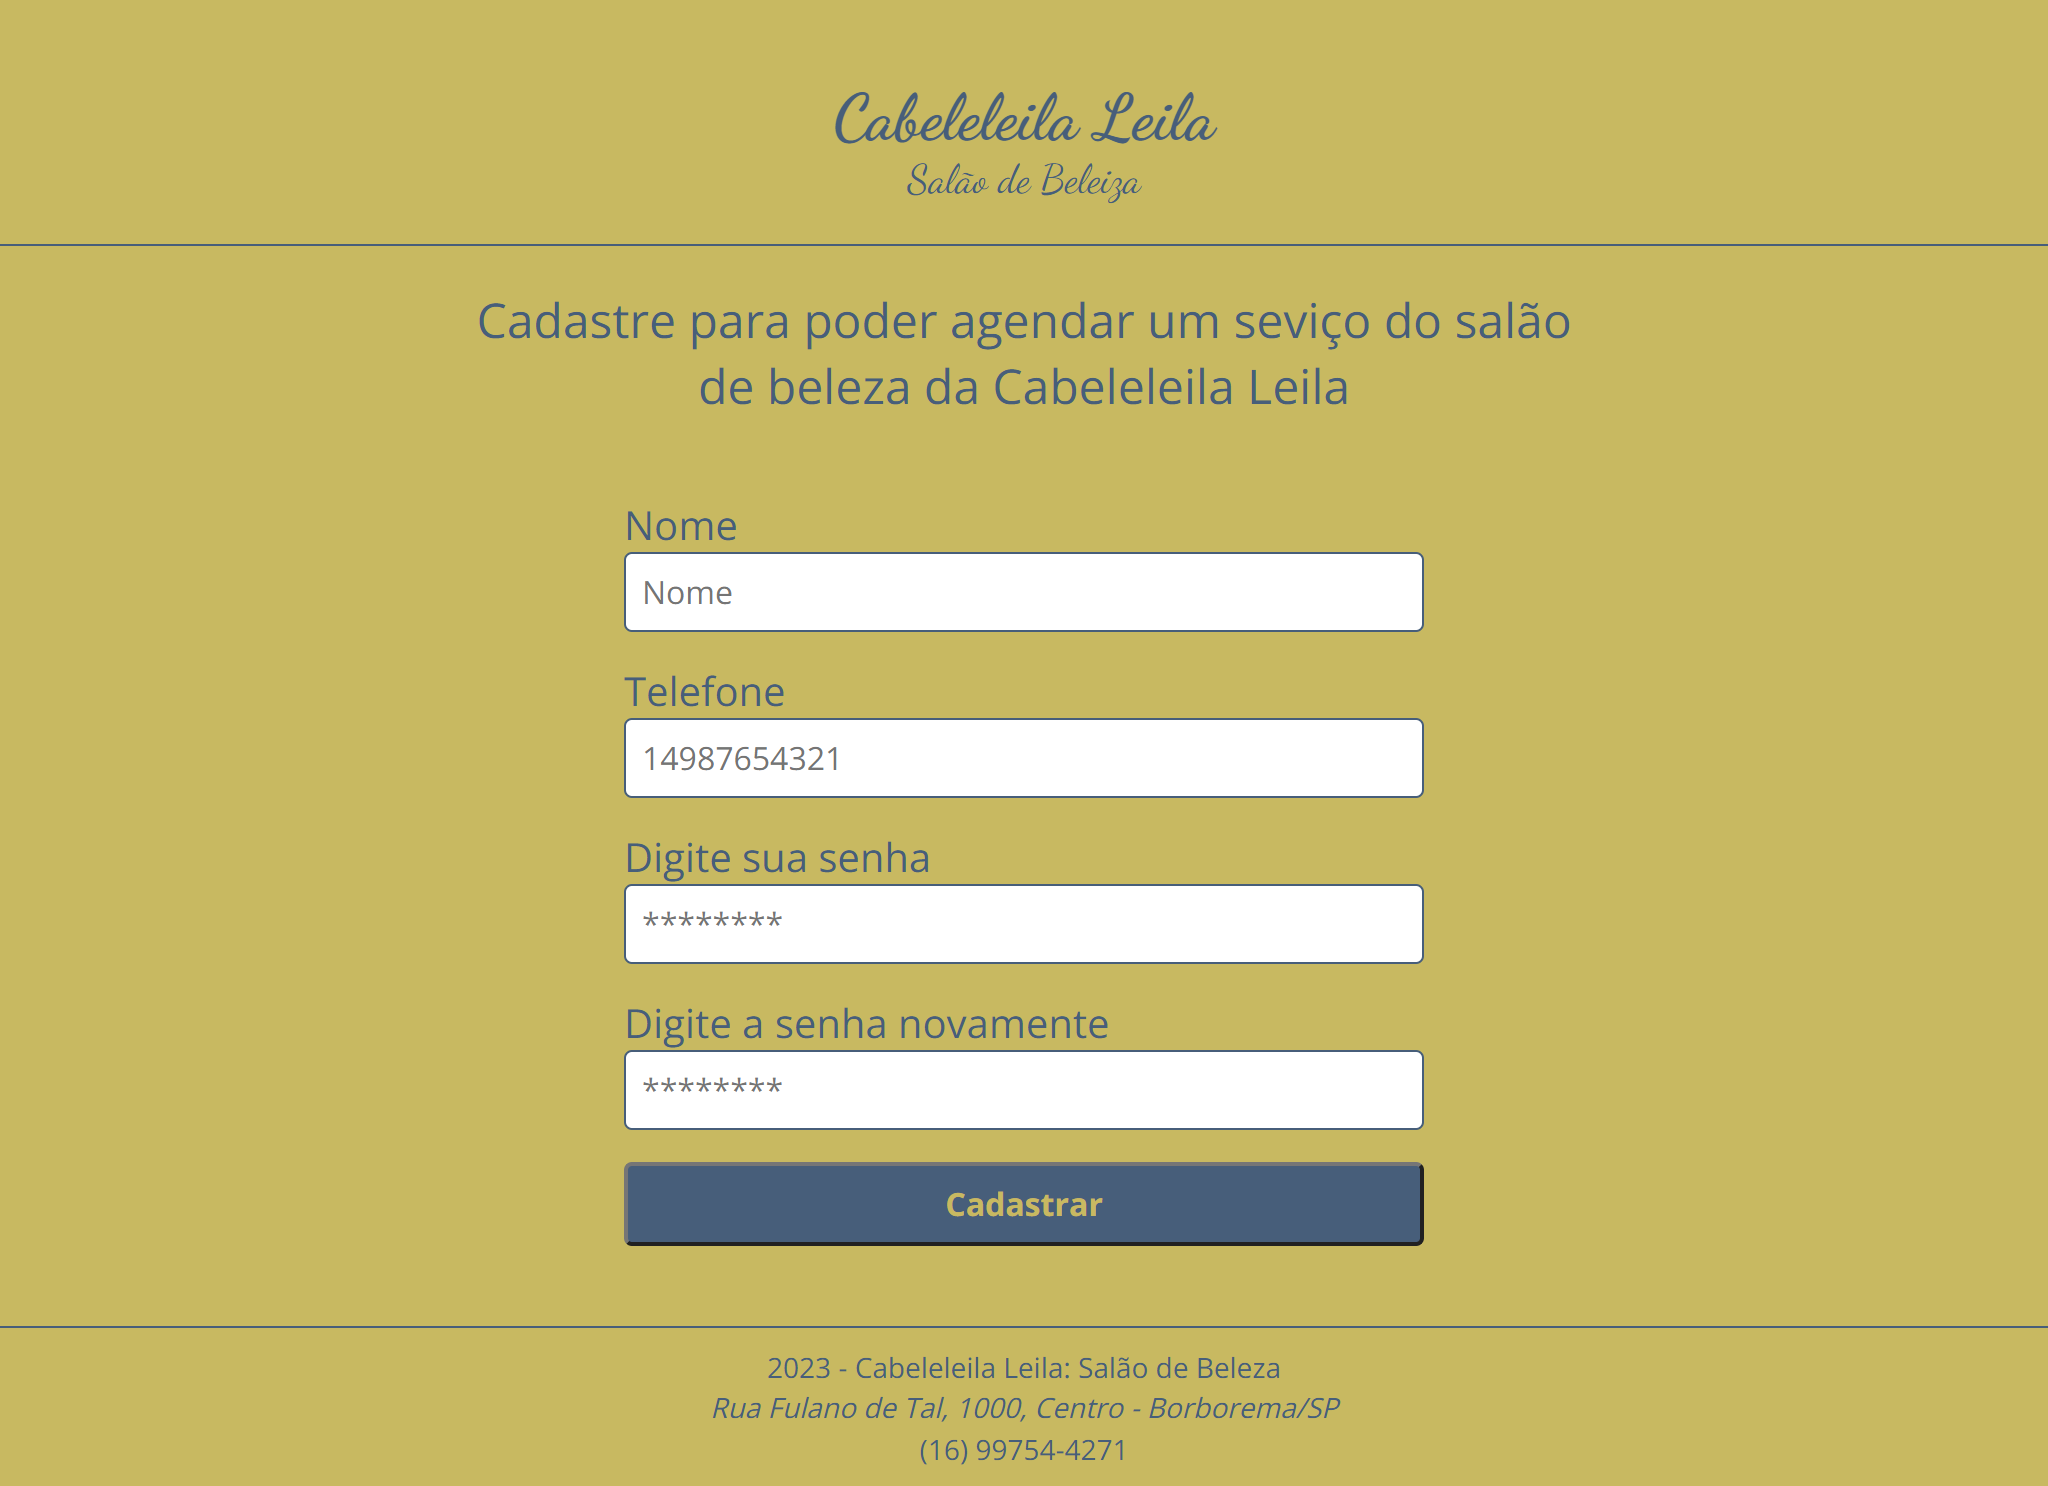 Cabeleleila Leila
Salão de Beleiza
Cadastre para poder agendar um seviço do salão
de beleza da Cabeleleila Leila
Nome
Nome
Telefone
14987654321
Digite sua senha
********
Digite a senha novamente
********
Cadastrar
2023 - Cabeleleila Leila: Salão de Beleza
Rua Fulano de Tal, 1000, Centro - Borborema/SP
(16) 99754-4271